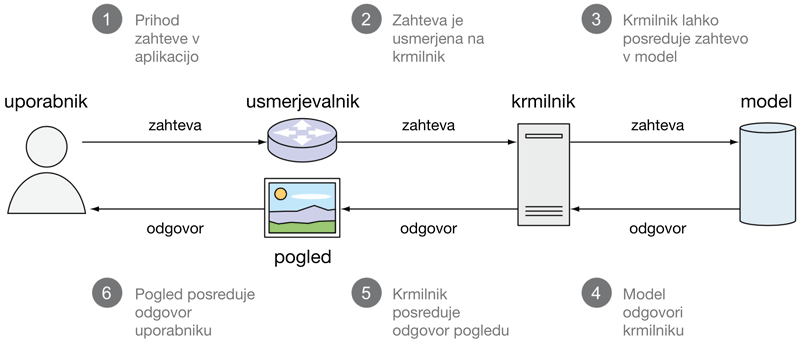 1 Prihod
zahteve v
aplikacijo
2 Zahteva je
usmerjena na
krmilnik
3 Krmilnik lahko
posreduje zahtevo
v model
uporabnik
usmerjevalnik
krmilnik
model
zahteva
zahteva
zahteva
odgovor
odgovor
odgovor
pogled
6 Pogled posreduje
odgovor
uporabniku
5 Krmilnik
posreduje
odgovor pogledu
4 Model
odgovori
krmilniku